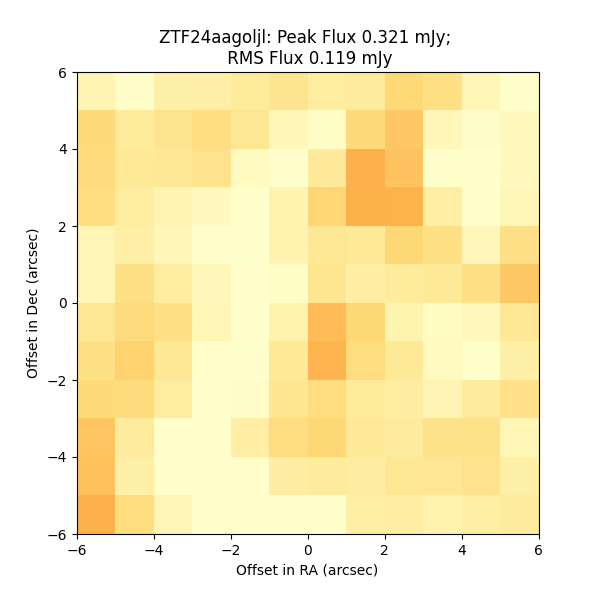 ZTF24aagoljl: Peak Flux 0.321 mJy;
RMS Flux 0.119 mJy
6
4
2
0
−2
−4
−6
Offset in Dec (arcsec)
−6 −4 −2 0 2 4 6
Offset in RA (arcsec)